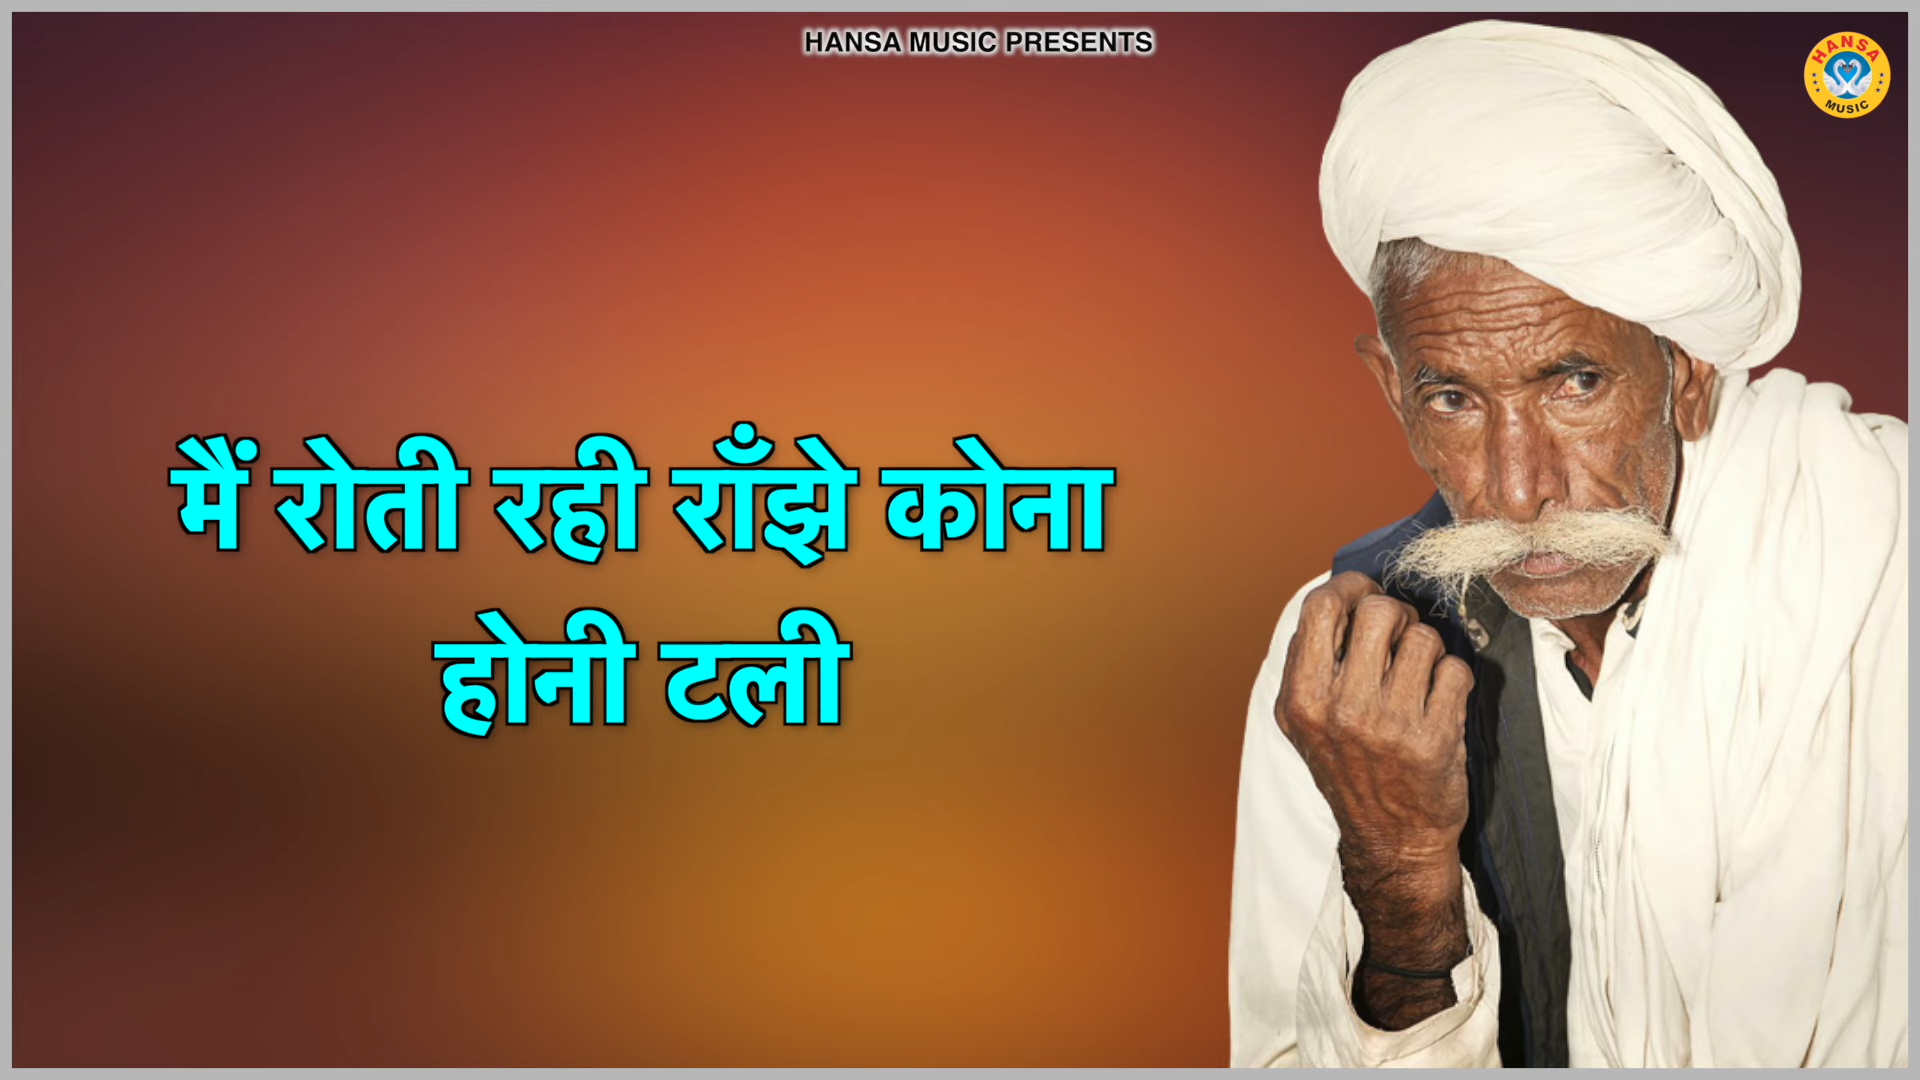 HANSA MUSIC PRESENTS
HANSA
MUSIC
मैं रोती रही राँझे कोना
होनी टली